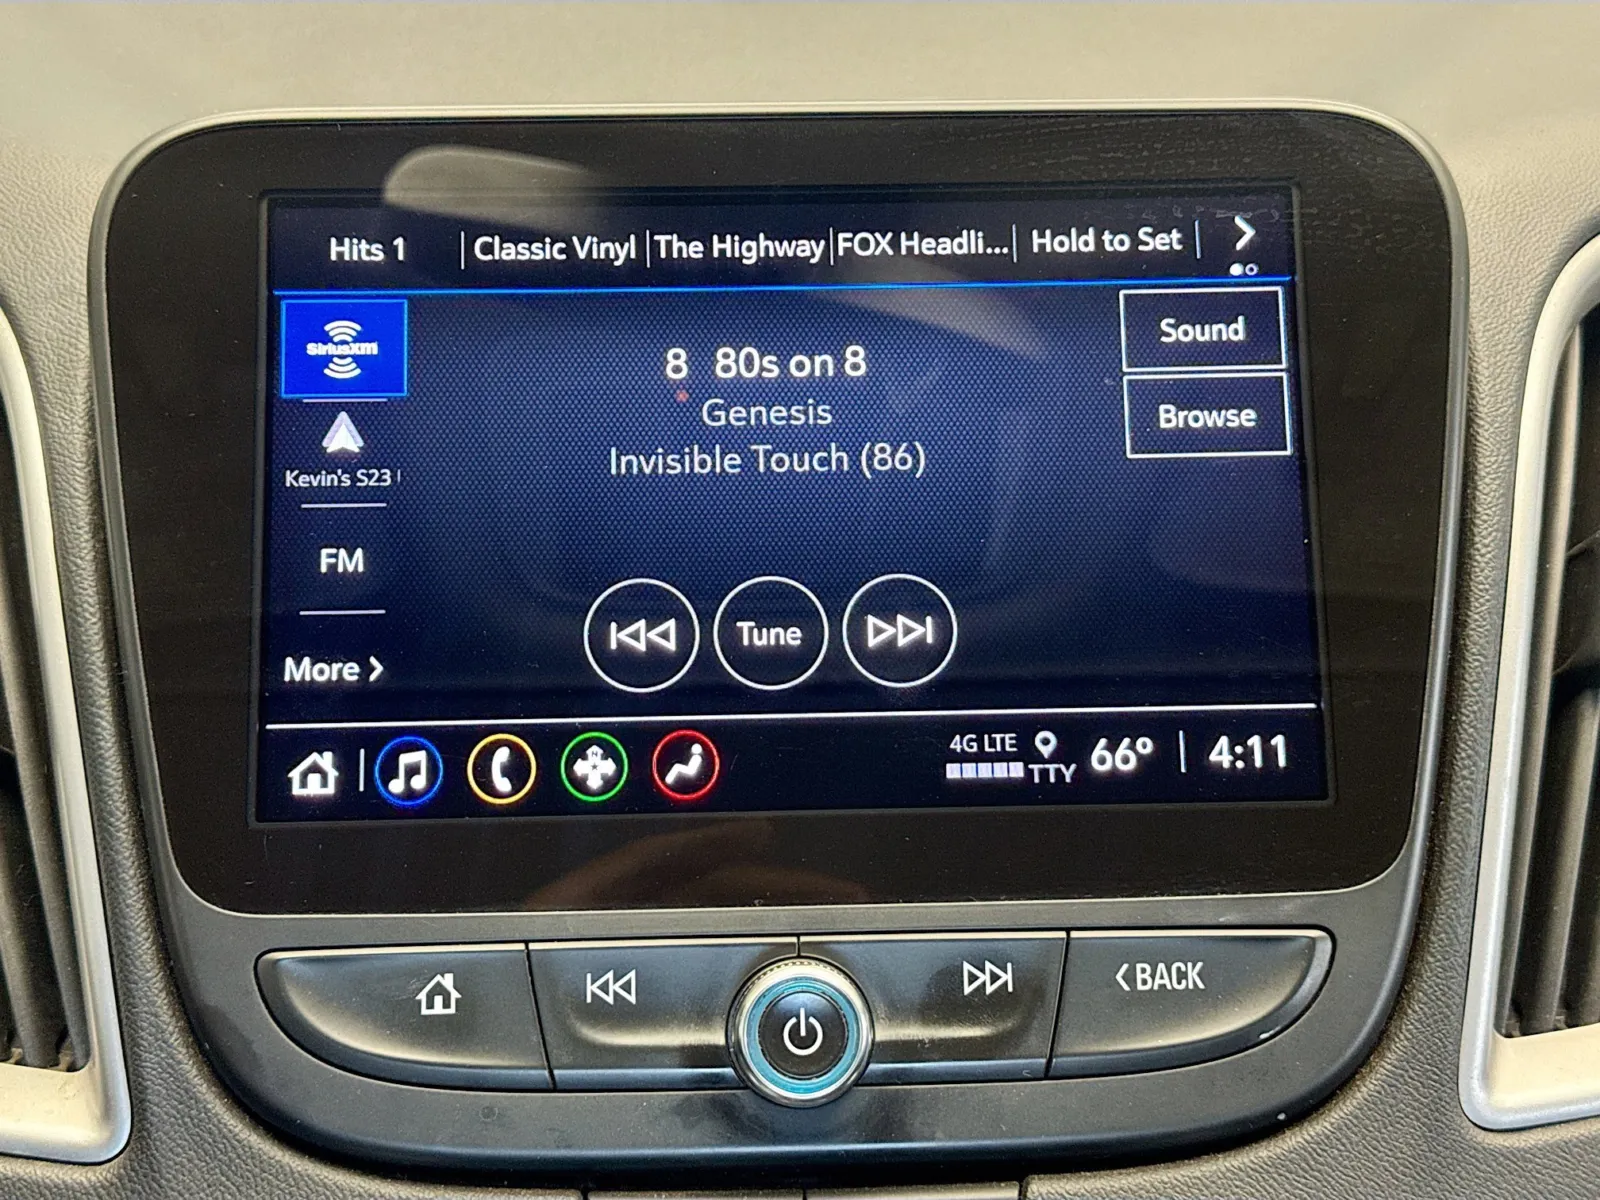 Hits 1
Classic Vinyl
The Highway
FOX Headli...
Hold to Set
SiriusXM
8 80s on 8
Genesis
Invisible Touch (86)
Sound
Browse
Kevin's S23
FM
More
Tune
N
4G LTE
TTY
66°
4:11
BACK